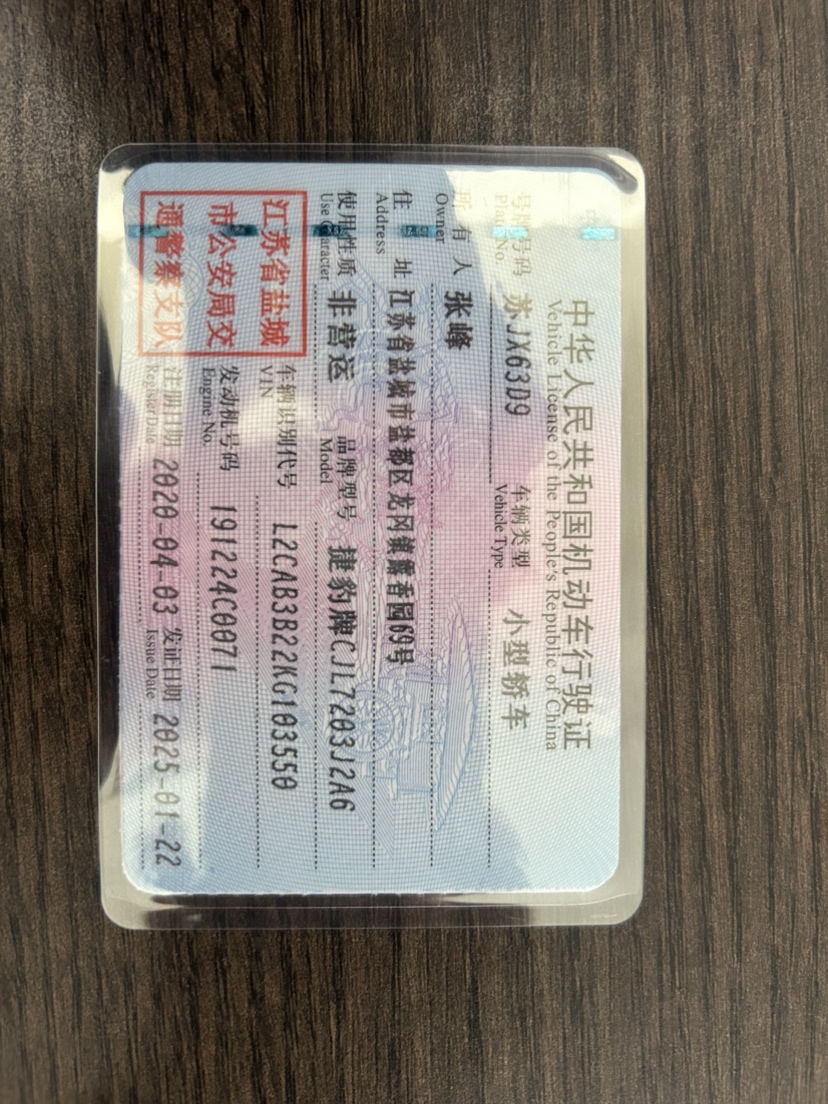 中华人民共和国机动车行驶证
Vehicle License of the People's Republic of China
号牌号码 苏JX63D9 车辆类型 小型轿车
Plate No. Vehicle Type
所有人 张峰
Owner
住址 江苏省盐城市盐都区龙冈镇馨香园69号
Address
使用性质 非营运 品牌型号 捷豹牌CJL7203J2A6
Use Character Model
江苏省盐城
市公安局交
通警察支队
车辆识别代号 L2CAB3B22KG103550
VIN
发动机号码 191224C0071
Engine No.
注册日期 2020-04-03 发证日期 2025-01-22
Register Date Issue Date